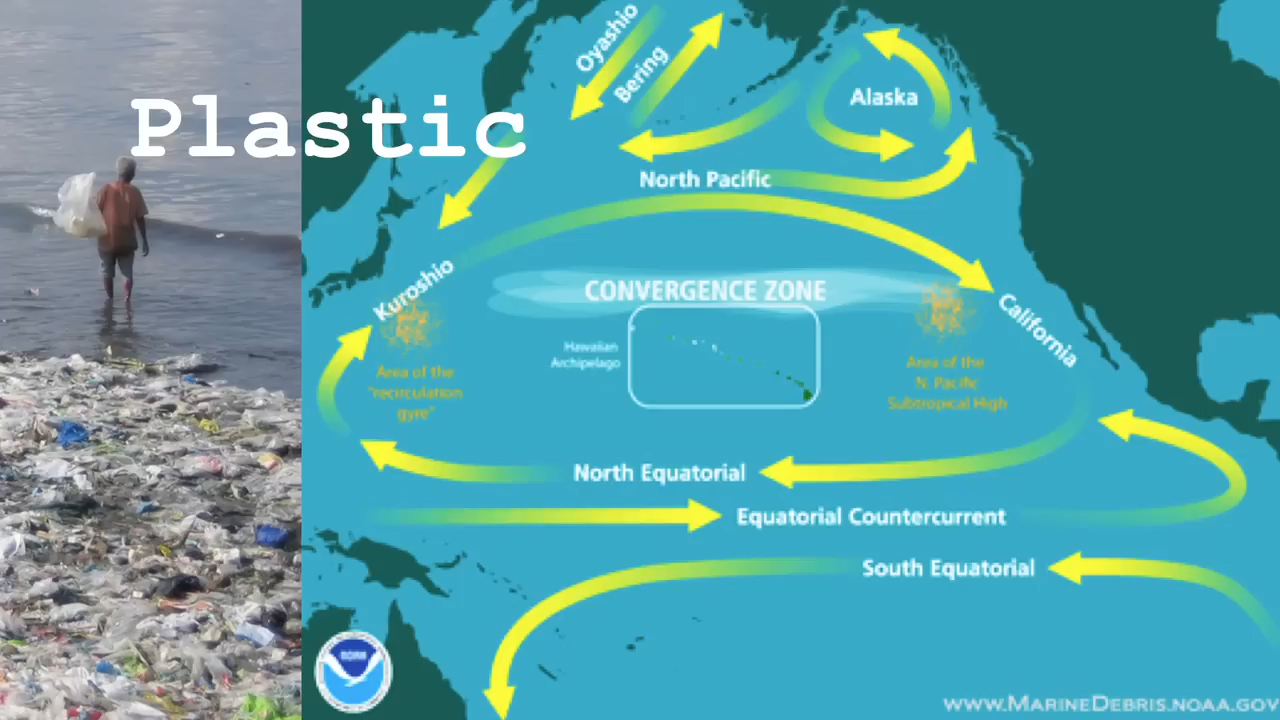 Plastic
Oyashio
Bering
Alaska
North Pacific
Kuroshio
CONVERGENCE ZONE
California
Hawaiian
Archipelago
Area of the
"recirculation
gyre"
Area of the
N. Pacific
Subtropical High
North Equatorial
Equatorial Countercurrent
South Equatorial
NOAA
www.MarineDebris.noaa.gov